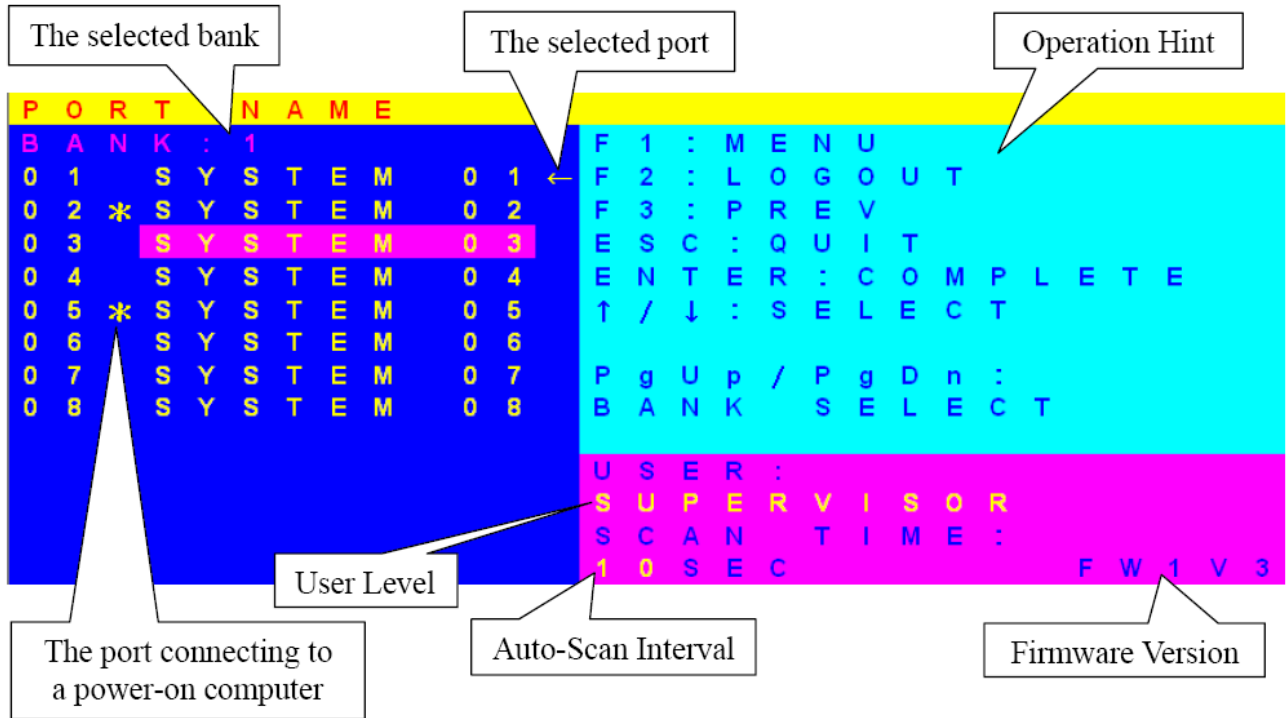 The selected bank
The selected port
Operation Hint
PORT NAME
BANK:1
01 SYSTEM 01 ←
02 * SYSTEM 02
03 SYSTEM 03
04 SYSTEM 04
05 * SYSTEM 05
06 SYSTEM 06
07 SYSTEM 07
08 SYSTEM 08
F1:MENU
F2:LOGOUT
F3:PREV
ESC:QUIT
ENTER:COMPLETE
↑/↓:SELECT
PgUp/PgDn:
BANK SELECT
USER:
SUPERVISOR
SCAN TIME:
10SEC FW1V3
User Level
The port connecting to
a power-on computer
Auto-Scan Interval
Firmware Version